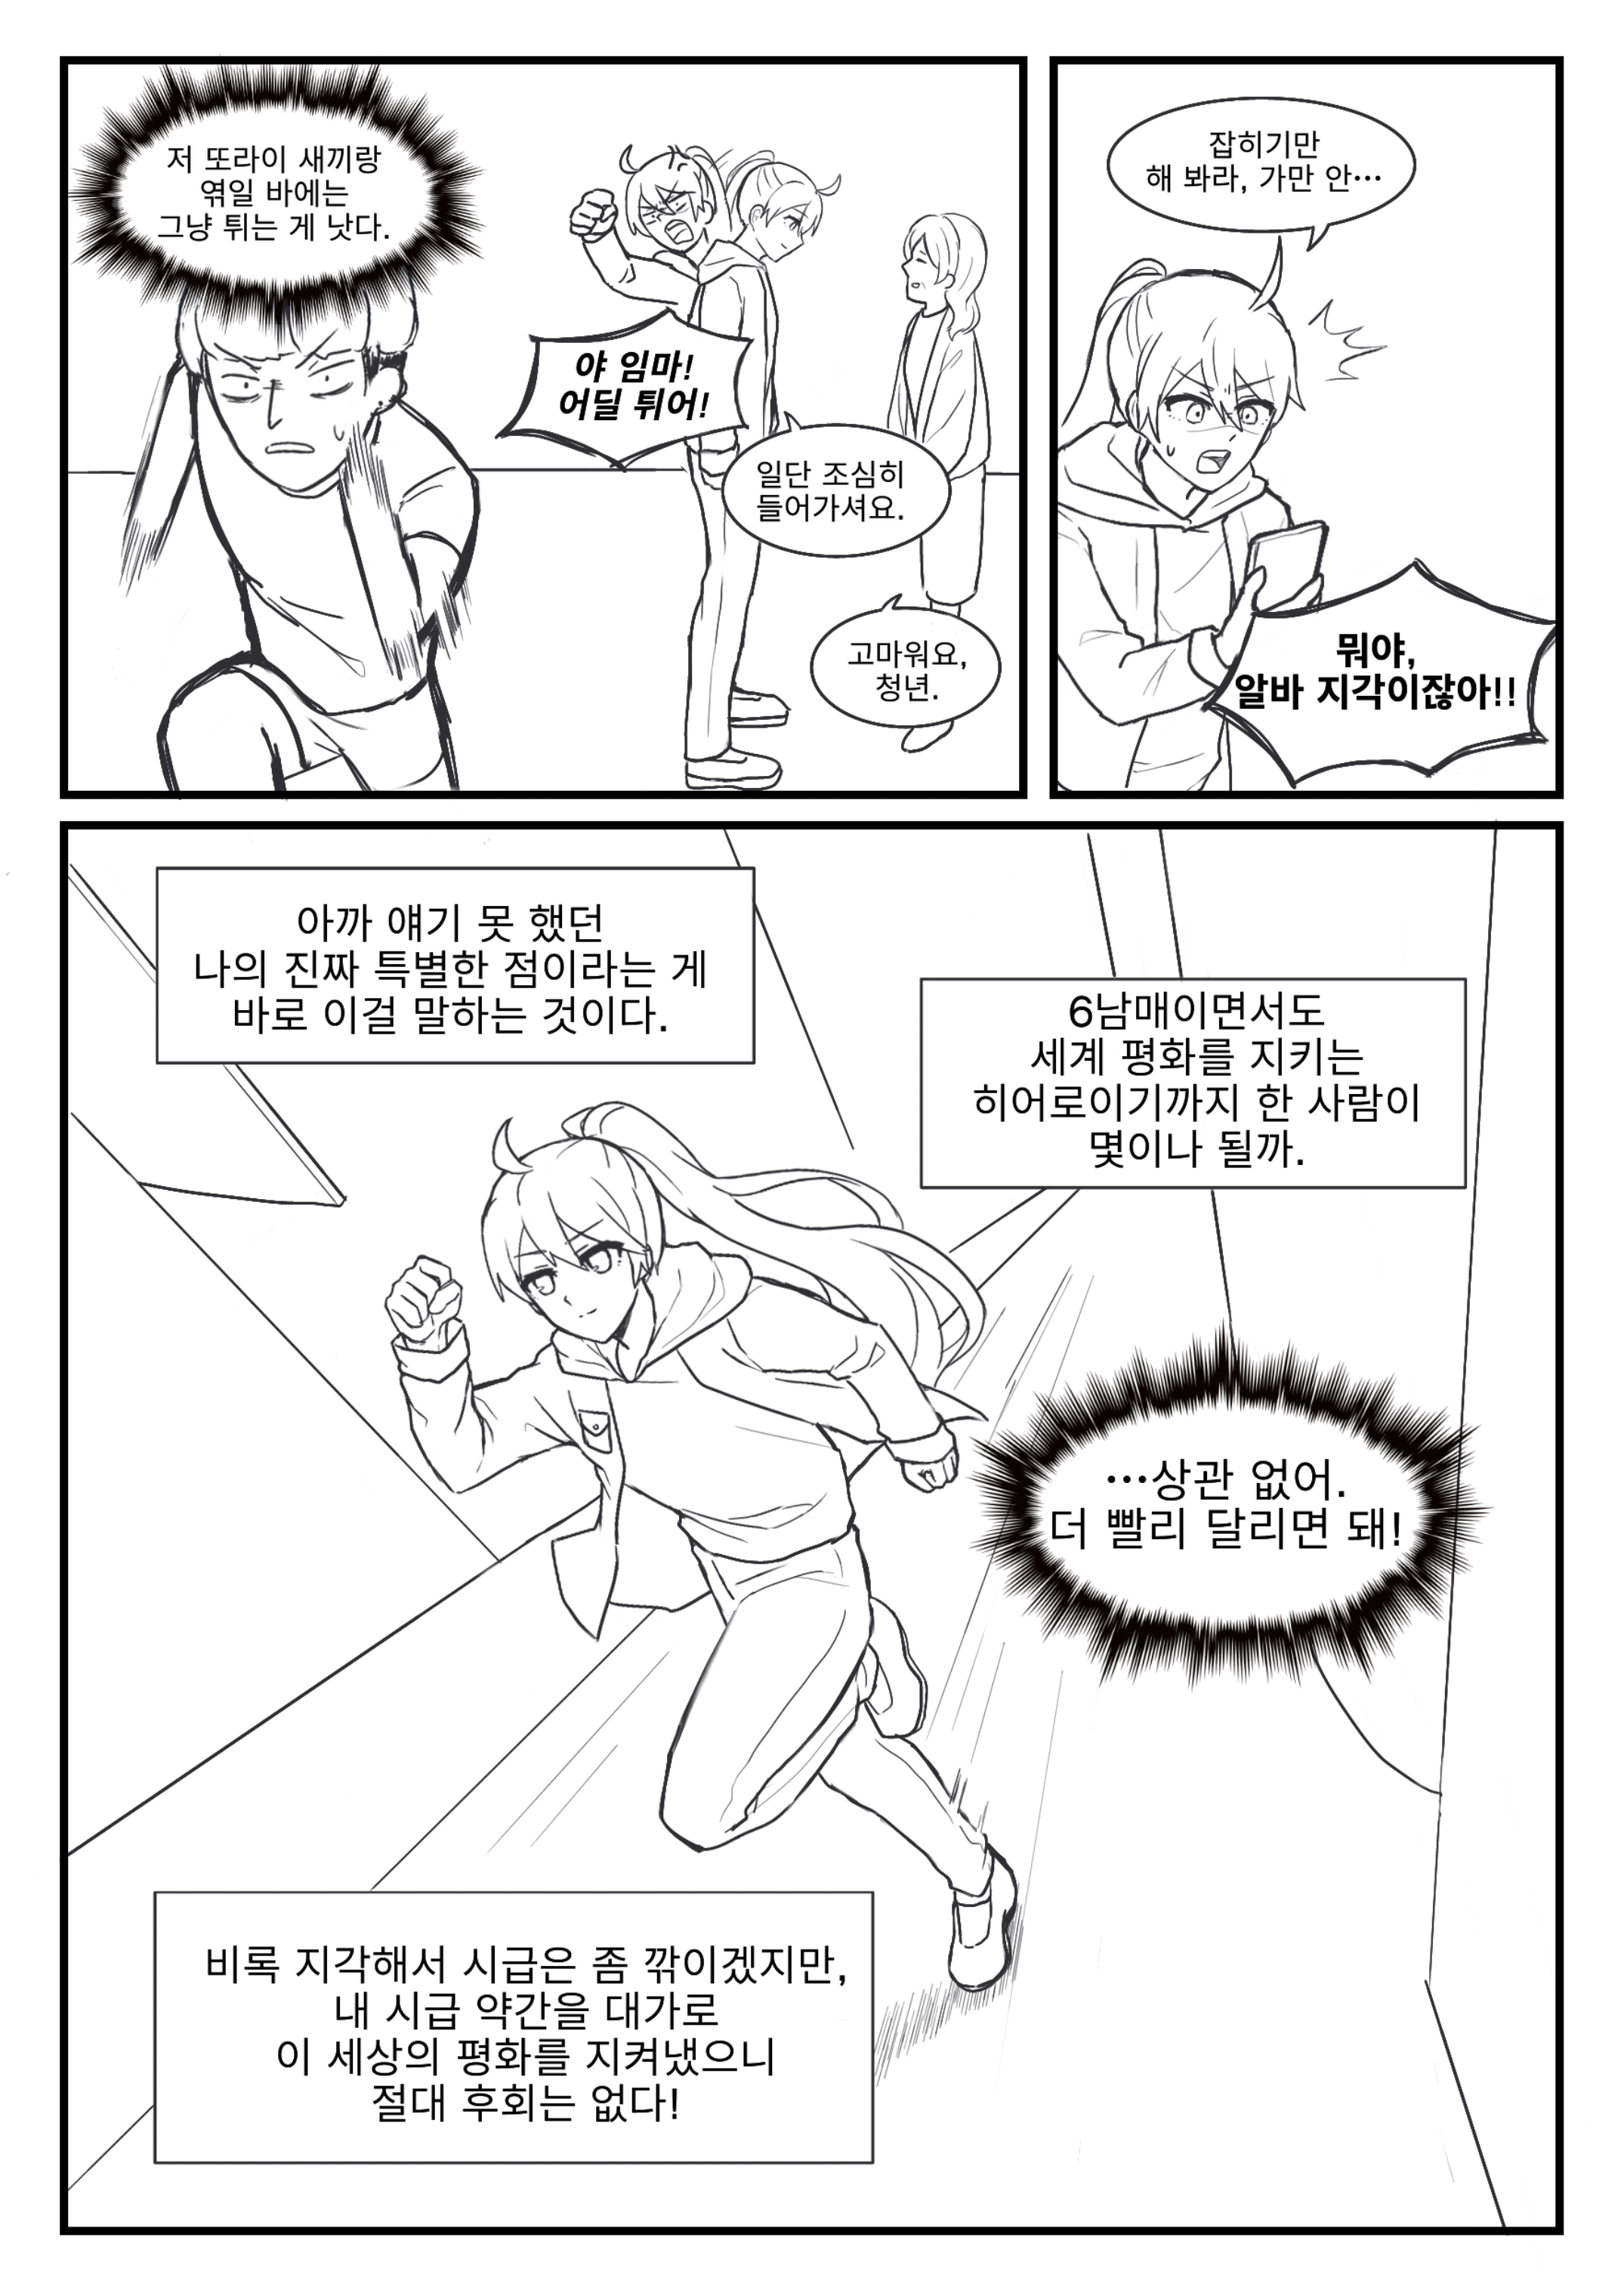 저 또라이 새끼랑
엮일 바에는
그냥 튀는 게 낫다.
야 임마!
어딜 튀어!
일단 조심히
들어가셔요.
고마워요,
청년.
잡히기만
해 봐라, 가만 안…
뭐야,
알바 지각이잖아!!
아까 얘기 못 했던
나의 진짜 특별한 점이라는 게
바로 이걸 말하는 것이다.
6남매이면서도
세계 평화를 지키는
히어로이기까지 한 사람이
몇이나 될까.
…상관 없어.
더 빨리 달리면 돼!
비록 지각해서 시급은 좀 깎이겠지만,
내 시급 약간을 대가로
이 세상의 평화를 지켜냈으니
절대 후회는 없다!